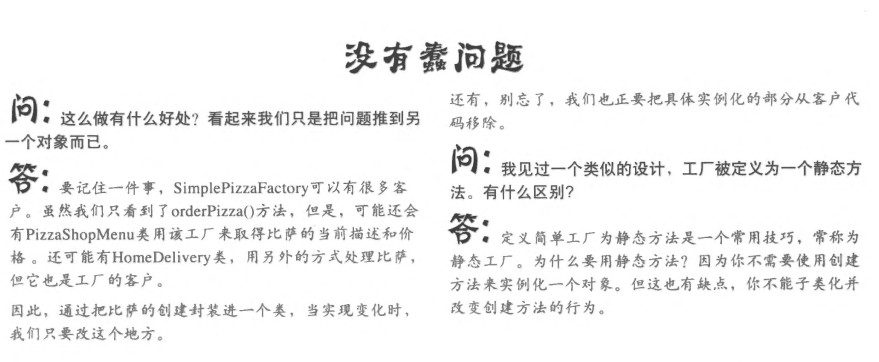 没有蠢问题
问：这么做有什么好处？看起来我们只是把问题推到另
一个对象而已。
答：要记住一件事，SimplePizzaFactory可以有很多客
户。虽然我们只看到了orderPizza()方法，但是，可能还会
有PizzaShopMenu类用该工厂来取得比萨的当前描述和价
格。还可能有HomeDelivery类，用另外的方式处理比萨，
但它也是工厂的客户。
因此，通过把比萨的创建封装进一个类，当实现变化时，
我们只要改这个地方。
还有，别忘了，我们也正要把具体实例化的部分从客户代
码移除。
问：我见过一个类似的设计，工厂被定义为一个静态方
法。有什么区别？
答：定义简单工厂为静态方法是一个常用技巧，常称为
静态工厂。为什么要用静态方法？因为你不需要使用创建
方法来实例化一个对象。但这也有缺点，你不能子类化并
改变创建方法的行为。